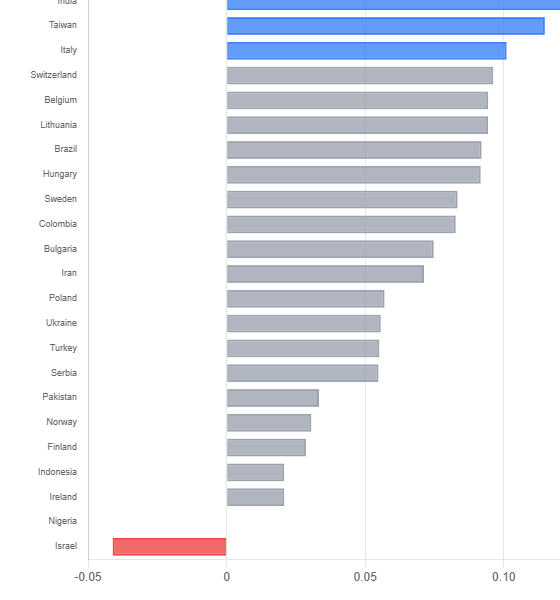 India
Taiwan
Italy
Switzerland
Belgium
Lithuania
Brazil
Hungary
Sweden
Colombia
Bulgaria
Iran
Poland
Ukraine
Turkey
Serbia
Pakistan
Norway
Finland
Indonesia
Ireland
Nigeria
Israel
-0.05 0 0.05 0.10